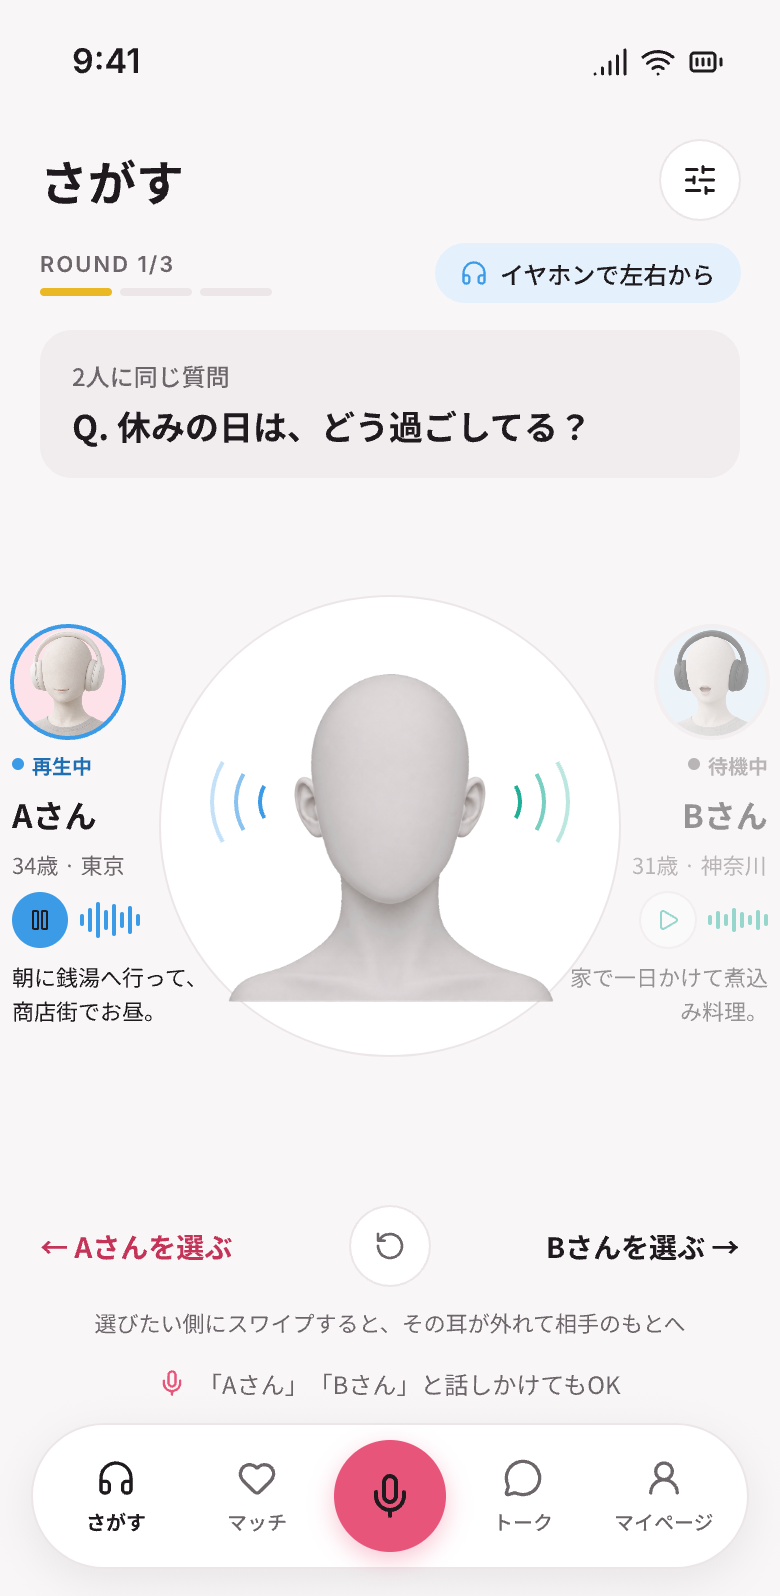 9:41
さがす
ROUND 1/3
イヤホンで左右から
2人に同じ質問
Q. 休みの日は、どう過ごしてる？
再生中
Aさん
34歳 · 東京
朝に銭湯へ行って、
商店街でお昼。
待機中
Bさん
31歳 · 神奈川
家で一日かけて煮込
み料理。
← Aさんを選ぶ
Bさんを選ぶ →
選びたい側にスワイプすると、その耳が外れて相手のもとへ
「Aさん」「Bさん」と話しかけてもOK
さがす
マッチ
トーク
マイページ